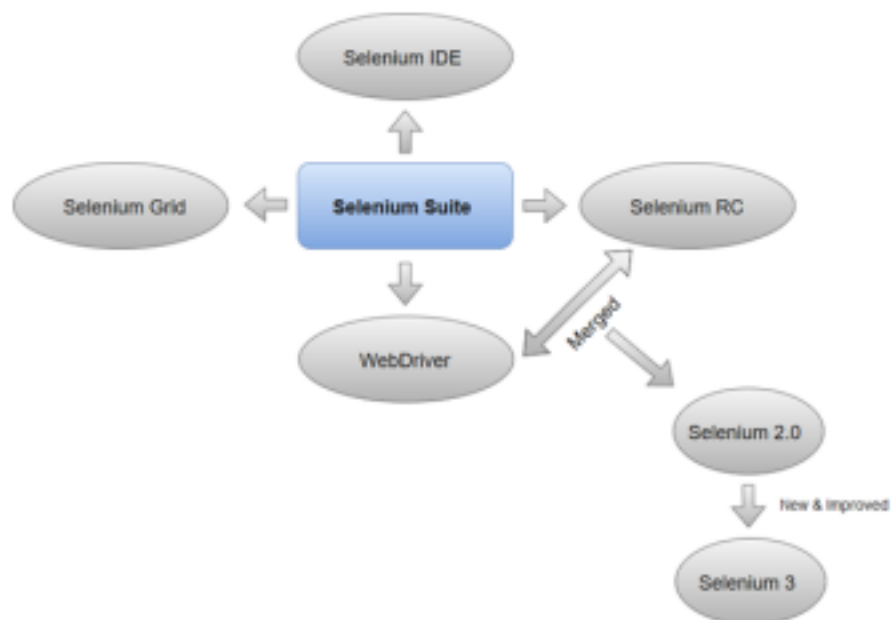 Selenium IDE
Selenium Grid
Selenium Suite
Selenium RC
Merged
WebDriver
Selenium 2.0
New & Improved
Selenium 3